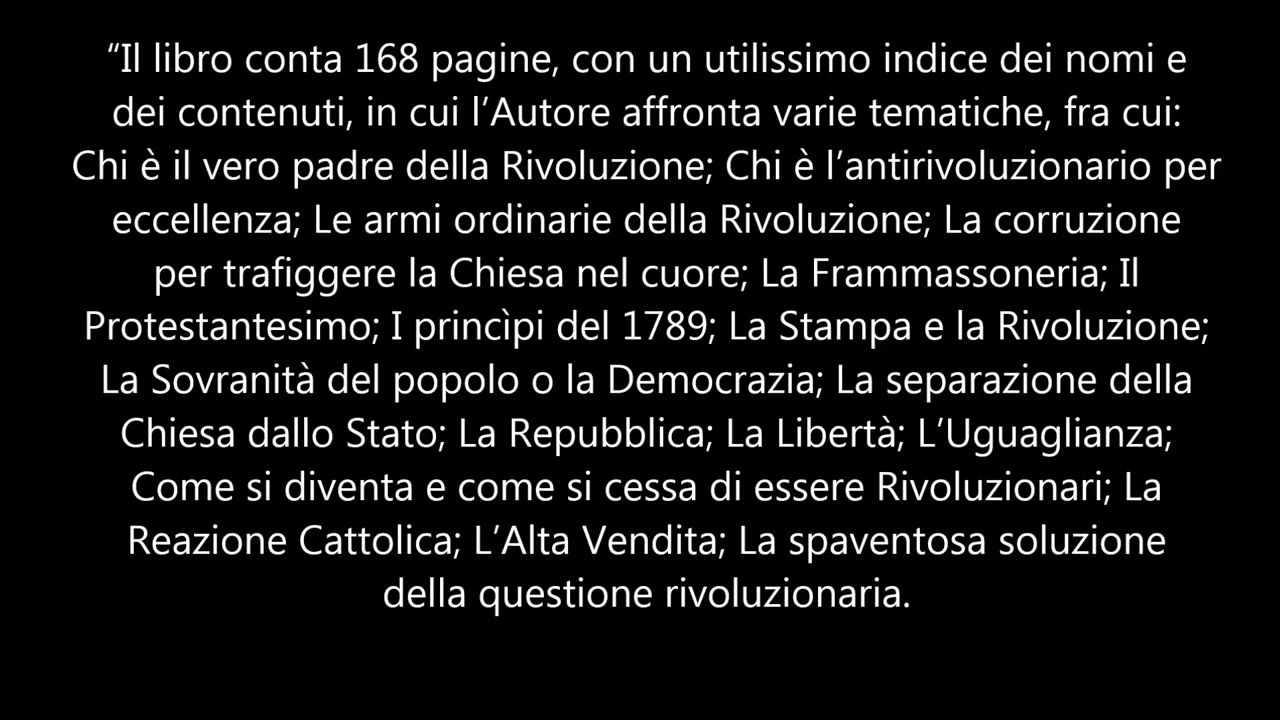 “Il libro conta 168 pagine, con un utilissimo indice dei nomi e
dei contenuti, in cui l’Autore affronta varie tematiche, fra cui:
Chi è il vero padre della Rivoluzione; Chi è l’antirivoluzionario per
eccellenza; Le armi ordinarie della Rivoluzione; La corruzione
per trafiggere la Chiesa nel cuore; La Frammassoneria; Il
Protestantesimo; I princìpi del 1789; La Stampa e la Rivoluzione;
La Sovranità del popolo o la Democrazia; La separazione della
Chiesa dallo Stato; La Repubblica; La Libertà; L’Uguaglianza;
Come si diventa e come si cessa di essere Rivoluzionari; La
Reazione Cattolica; L’Alta Vendita; La spaventosa soluzione
della questione rivoluzionaria.